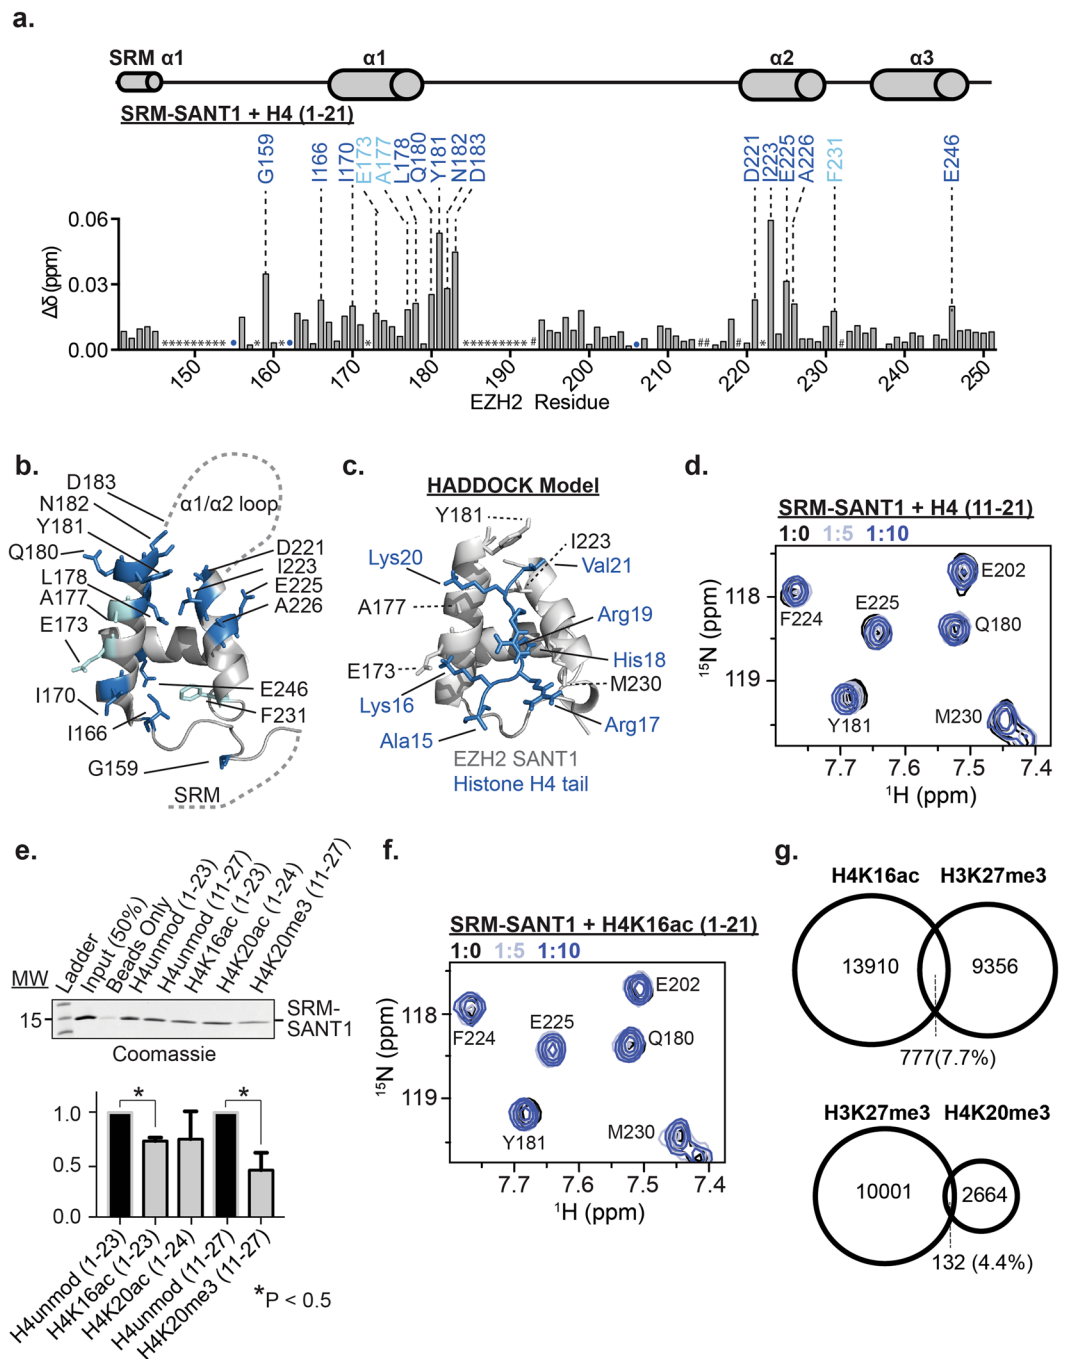 a.
SRM α1
α1
α2
α3
SRM-SANT1 + H4 (1-21)
G159
I166
I170
E173
A177
L178
Q180
Y181
N182
D183
D221
I223
E225
A226
F231
E246
Δδ (ppm)
0.06
0.03
0.00
*********
*
*
*
********
#
##
#
*
#
150
160
170
180
190
200
210
220
230
240
250
EZH2 Residue
b.
D183
N182
Y181
Q180
L178
A177
E173
I170
I166
G159
SRM
α1/α2 loop
D221
I223
E225
A226
E246
F231
c.
HADDOCK Model
Y181
I223
Lys20
Val21
A177
Arg19
His18
E173
M230
Lys16
Arg17
Ala15
EZH2 SANT1
Histone H4 tail
d.
SRM-SANT1 + H4 (11-21)
1:0 1:5 1:10
E202
F224
E225
Q180
Y181
M230
118
119
15N (ppm)
7.7
7.6
7.5
7.4
1H (ppm)
e.
Ladder
Input (50%)
Beads Only
H4unmod (1-23)
H4unmod (11-27)
H4K16ac (1-23)
H4K20ac (1-24)
H4K20me3 (11-27)
MW
15
SRM-
SANT1
Coomassie
*
*
1.0
0.5
0.0
H4unmod (1-23)
H4K16ac (1-23)
H4K20ac (1-24)
H4unmod (11-27)
H4K20me3 (11-27)
*P < 0.5
f.
SRM-SANT1 + H4K16ac (1-21)
1:0 1:5 1:10
E202
F224
E225
Q180
Y181
M230
118
119
15N (ppm)
7.7
7.6
7.5
7.4
1H (ppm)
g.
H4K16ac H3K27me3
13910
9356
777(7.7%)
H3K27me3 H4K20me3
10001
2664
132 (4.4%)